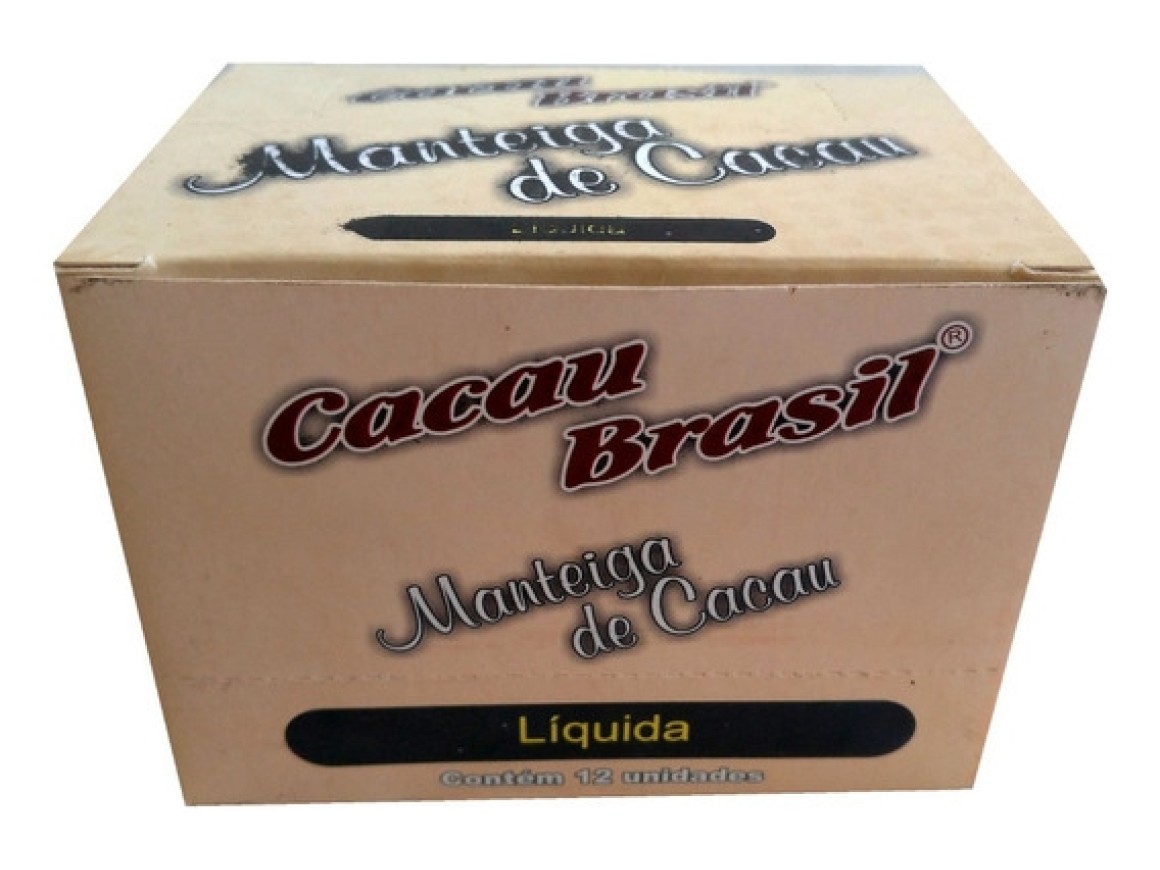 Cacau
Brasil
Manteiga
de Cacau
Cacau
Brasil®
Manteiga
de Cacau
Líquida
Contém 12 unidades